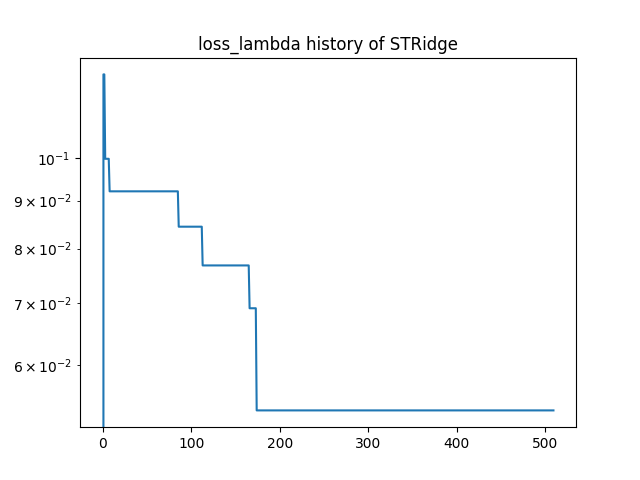 loss_lambda history of STRidge
10⁻¹
9 × 10⁻²
8 × 10⁻²
7 × 10⁻²
6 × 10⁻²
0 100 200 300 400 500